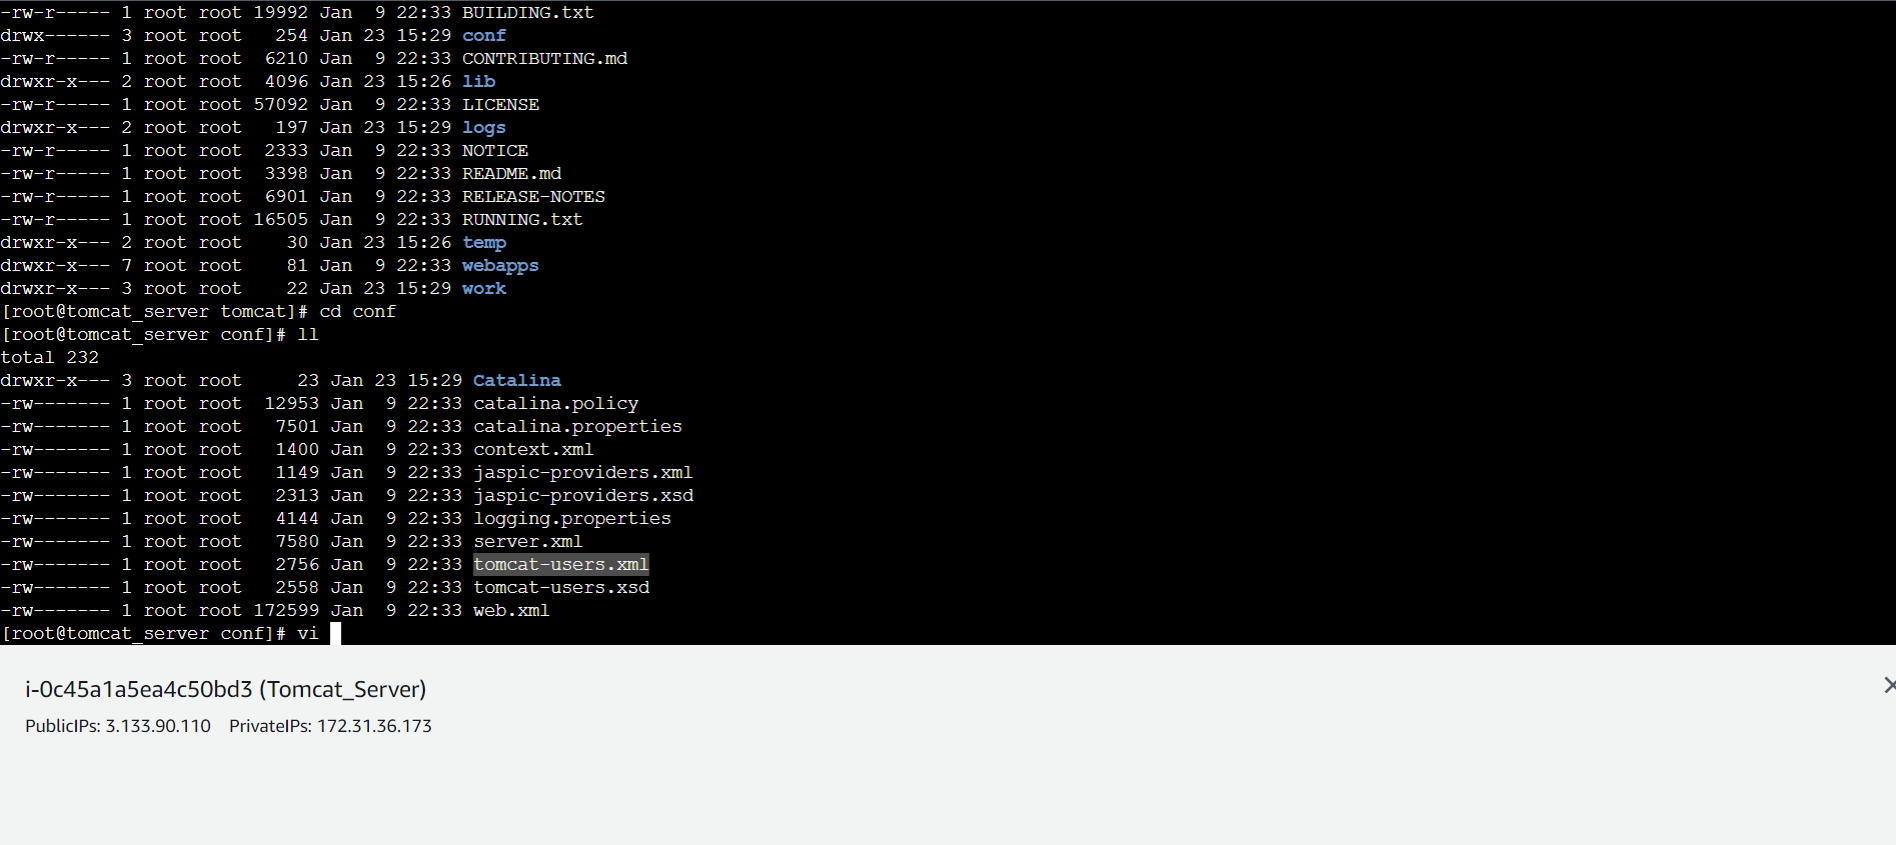 -rw-r----- 1 root root 19992 Jan  9 22:33 BUILDING.txt
drwx------ 3 root root   254 Jan 23 15:29 conf
-rw-r----- 1 root root  6210 Jan  9 22:33 CONTRIBUTING.md
drwxr-x--- 2 root root  4096 Jan 23 15:26 lib
-rw-r----- 1 root root 57092 Jan  9 22:33 LICENSE
drwxr-x--- 2 root root   197 Jan 23 15:29 logs
-rw-r----- 1 root root  2333 Jan  9 22:33 NOTICE
-rw-r----- 1 root root  3398 Jan  9 22:33 README.md
-rw-r----- 1 root root  6901 Jan  9 22:33 RELEASE-NOTES
-rw-r----- 1 root root 16505 Jan  9 22:33 RUNNING.txt
drwxr-x--- 2 root root    30 Jan 23 15:26 temp
drwxr-x--- 7 root root    81 Jan  9 22:33 webapps
drwxr-x--- 3 root root    22 Jan 23 15:29 work
[root@tomcat_server tomcat]# cd conf
[root@tomcat_server conf]# ll
total 232
drwxr-x--- 3 root root     23 Jan 23 15:29 Catalina
-rw------- 1 root root  12953 Jan  9 22:33 catalina.policy
-rw------- 1 root root   7501 Jan  9 22:33 catalina.properties
-rw------- 1 root root   1400 Jan  9 22:33 context.xml
-rw------- 1 root root   1149 Jan  9 22:33 jaspic-providers.xml
-rw------- 1 root root   2313 Jan  9 22:33 jaspic-providers.xsd
-rw------- 1 root root   4144 Jan  9 22:33 logging.properties
-rw------- 1 root root   7580 Jan  9 22:33 server.xml
-rw------- 1 root root   2756 Jan  9 22:33 tomcat-users.xml
-rw------- 1 root root   2558 Jan  9 22:33 tomcat-users.xsd
-rw------- 1 root root 172599 Jan  9 22:33 web.xml
[root@tomcat_server conf]# vi
i-0c45a1a5ea4c50bd3 (Tomcat_Server)
PublicIPs: 3.133.90.110 PrivateIPs: 172.31.36.173